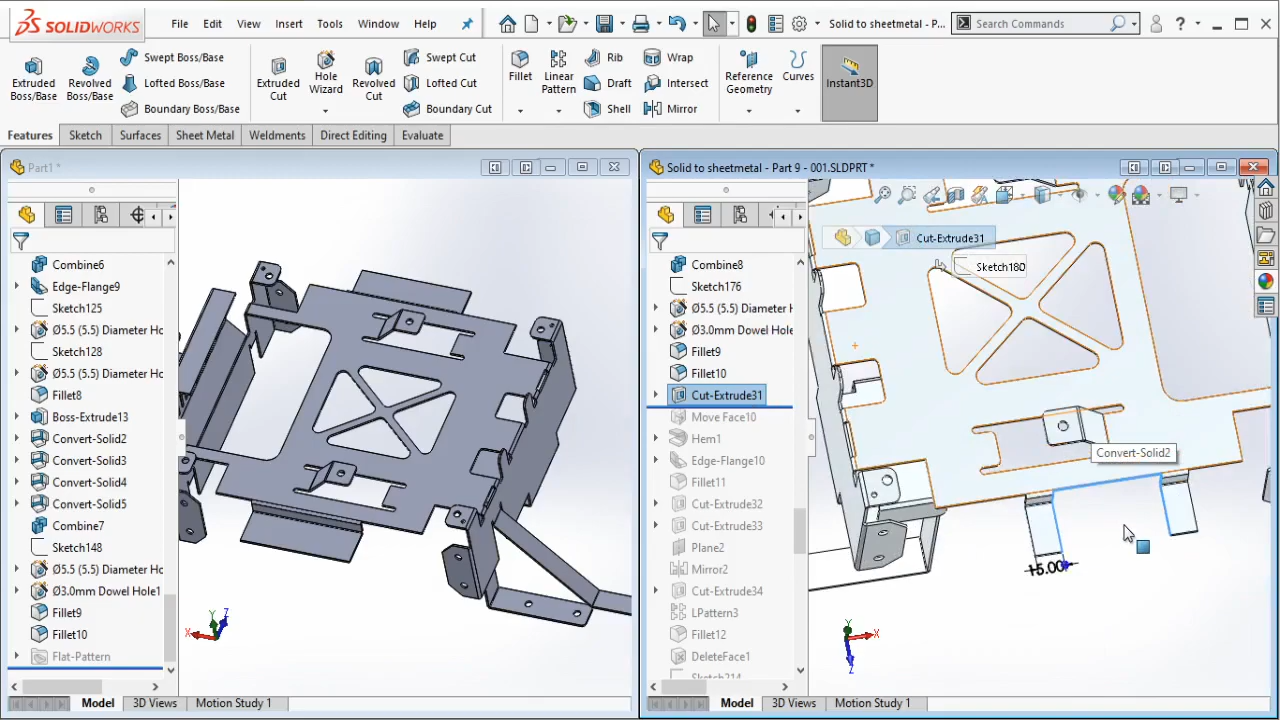 SOLIDWORKS
File Edit View Insert Tools Window Help
Solid to sheetmetal - P...
Search Commands
Extruded Boss/Base
Revolved Boss/Base
Swept Boss/Base
Lofted Boss/Base
Boundary Boss/Base
Extruded Cut
Hole Wizard
Revolved Cut
Swept Cut
Lofted Cut
Boundary Cut
Fillet
Linear Pattern
Rib
Draft
Shell
Wrap
Intersect
Mirror
Reference Geometry
Curves
Instant3D
Features Sketch Surfaces Sheet Metal Weldments Direct Editing Evaluate
Part1 *
Combine6
Edge-Flange9
Sketch125
Ø5.5 (5.5) Diameter Ho
Sketch128
Ø5.5 (5.5) Diameter Ho
Fillet8
Boss-Extrude13
Convert-Solid2
Convert-Solid3
Convert-Solid4
Convert-Solid5
Combine7
Sketch148
Ø5.5 (5.5) Diameter Ho
Ø3.0mm Dowel Hole1
Fillet9
Fillet10
Flat-Pattern
X Y Z
Model 3D Views Motion Study 1
Solid to sheetmetal - Part 9 - 001.SLDPRT *
Combine8
Sketch176
Ø5.5 (5.5) Diameter Ho
Ø3.0mm Dowel Hole
Fillet9
Fillet10
Cut-Extrude31
Move Face10
Hem1
Edge-Flange10
Fillet11
Cut-Extrude32
Cut-Extrude33
Plane2
Mirror2
Cut-Extrude34
LPattern3
Fillet12
DeleteFace1
Sketch214
Cut-Extrude31
Sketch180
Convert-Solid2
15.00
Y X Z
Model 3D Views Motion Study 1